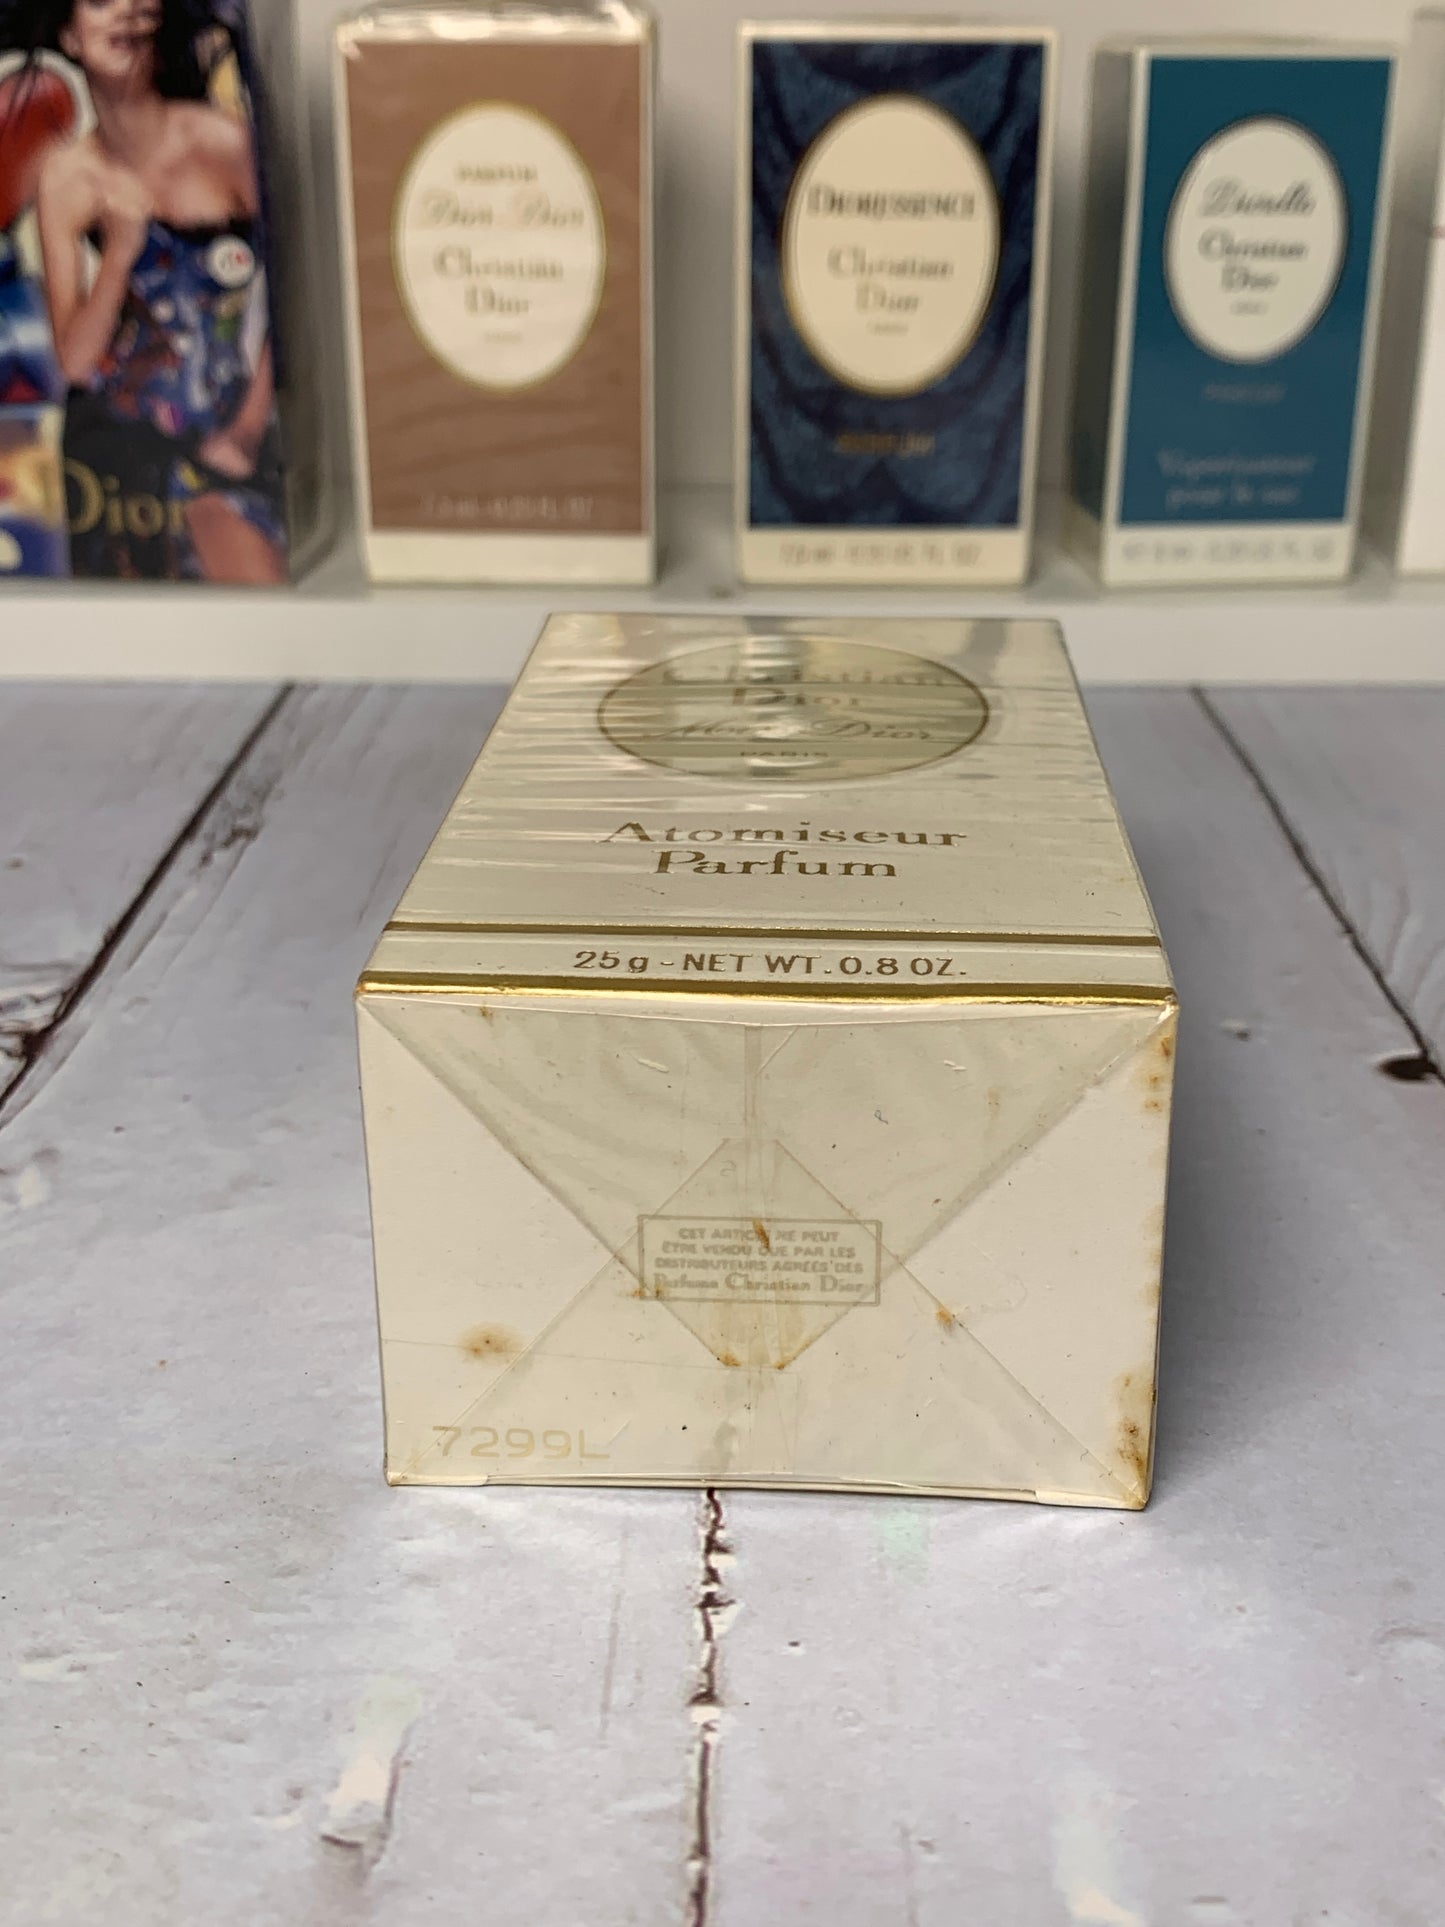 Dior
PARFUM
Dior-Dior
Christian
Dior
DIORESSENCE
Christian
Dior
PARFUM
Diorella
Christian
Dior
PARFUM
Vaporisateur
pour le sac
Christian
Dior
Dior
PARIS
Atomiseur
Parfum
25g-NET WT.0.8 OZ.
CET ARTICLE NE PEUT
ÊTRE VENDU QUE PAR LES
DISTRIBUTEURS AGRÉÉS DES
Parfums Christian Dior
7299L